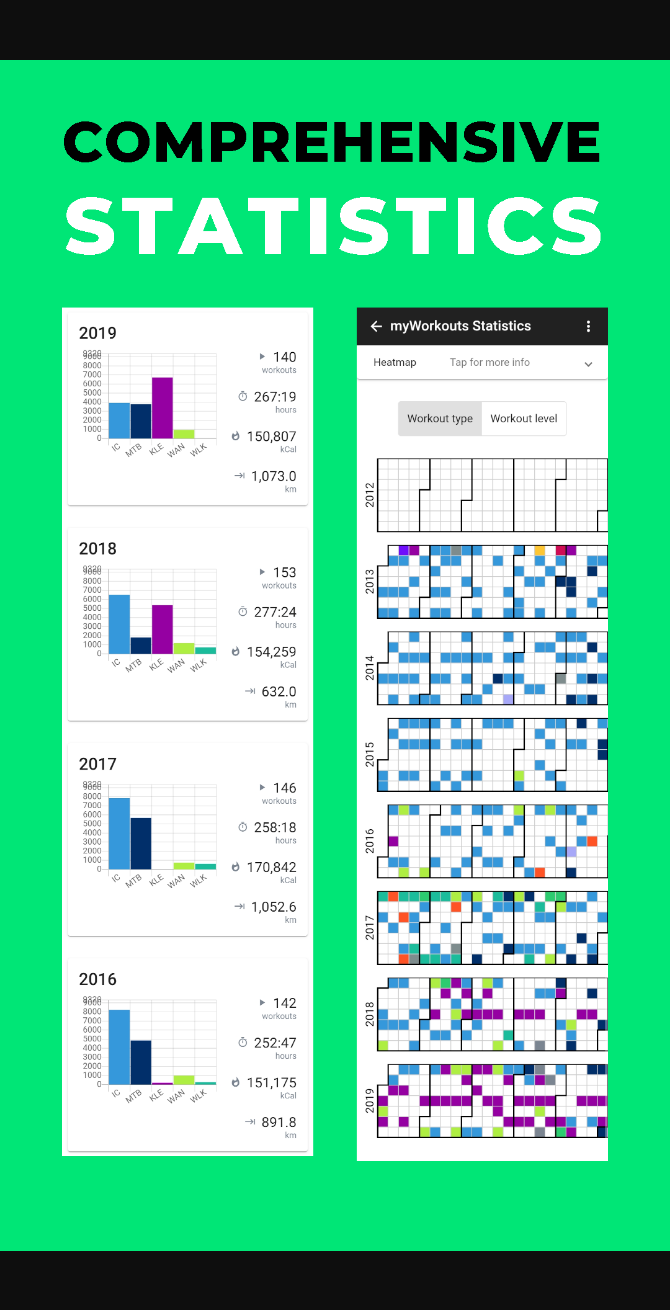 COMPREHENSIVE
STATISTICS
2019
9000
8000
7000
6000
5000
4000
3000
2000
1000
0
IC MTB KLE WAN WLK
140
workouts
267:19
hours
150,807
kCal
1,073.0
km
2018
9000
8000
7000
6000
5000
4000
3000
2000
1000
0
IC MTB KLE WAN WLK
153
workouts
277:24
hours
154,259
kCal
632.0
km
2017
9000
8000
7000
6000
5000
4000
3000
2000
1000
0
IC MTB KLE WAN WLK
146
workouts
258:18
hours
170,842
kCal
1,052.6
km
2016
9000
8000
7000
6000
5000
4000
3000
2000
1000
0
IC MTB KLE WAN WLK
142
workouts
252:47
hours
151,175
kCal
891.8
km
myWorkouts Statistics
Heatmap Tap for more info
Workout type Workout level
2012
2013
2014
2015
2016
2017
2018
2019